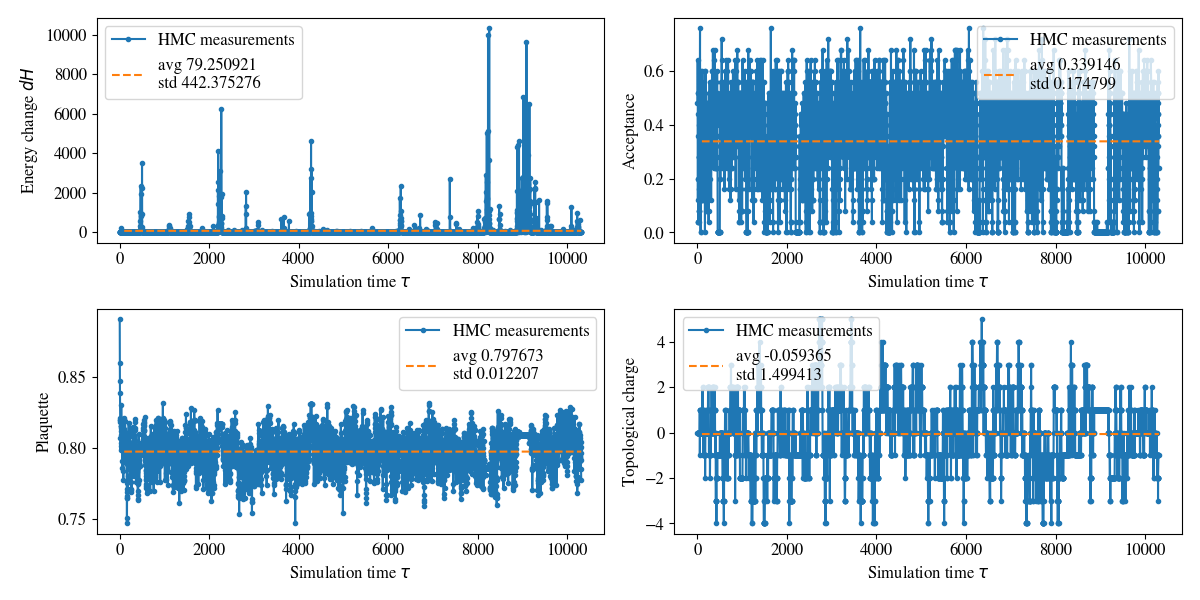 Energy change dH
10000
8000
6000
4000
2000
0
HMC measurements
avg 79.250921
std 442.375276
0 2000 4000 6000 8000 10000
Simulation time τ
Acceptance
0.6
0.4
0.2
0.0
HMC measurements
avg 0.339146
std 0.174799
0 2000 4000 6000 8000 10000
Simulation time τ
Plaquette
0.85
0.80
0.75
HMC measurements
avg 0.797673
std 0.012207
0 2000 4000 6000 8000 10000
Simulation time τ
Topological charge
4
2
0
−2
−4
HMC measurements
avg -0.059365
std 1.499413
0 2000 4000 6000 8000 10000
Simulation time τ